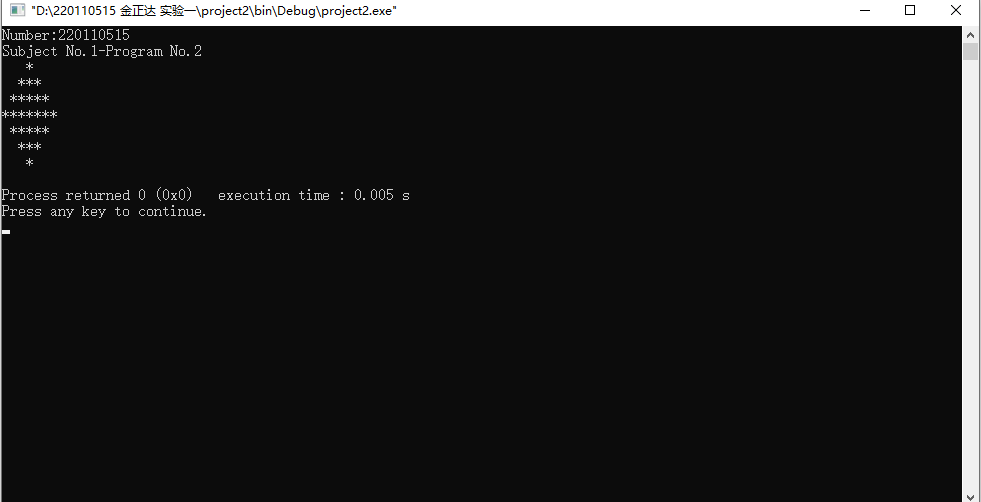 "D:\220110515 金正达 实验一\project2\bin\Debug\project2.exe"
Number:220110515
Subject No.1-Program No.2
   *
  ***
 *****
*******
 *****
  ***
   *
Process returned 0 (0x0)   execution time : 0.005 s
Press any key to continue.